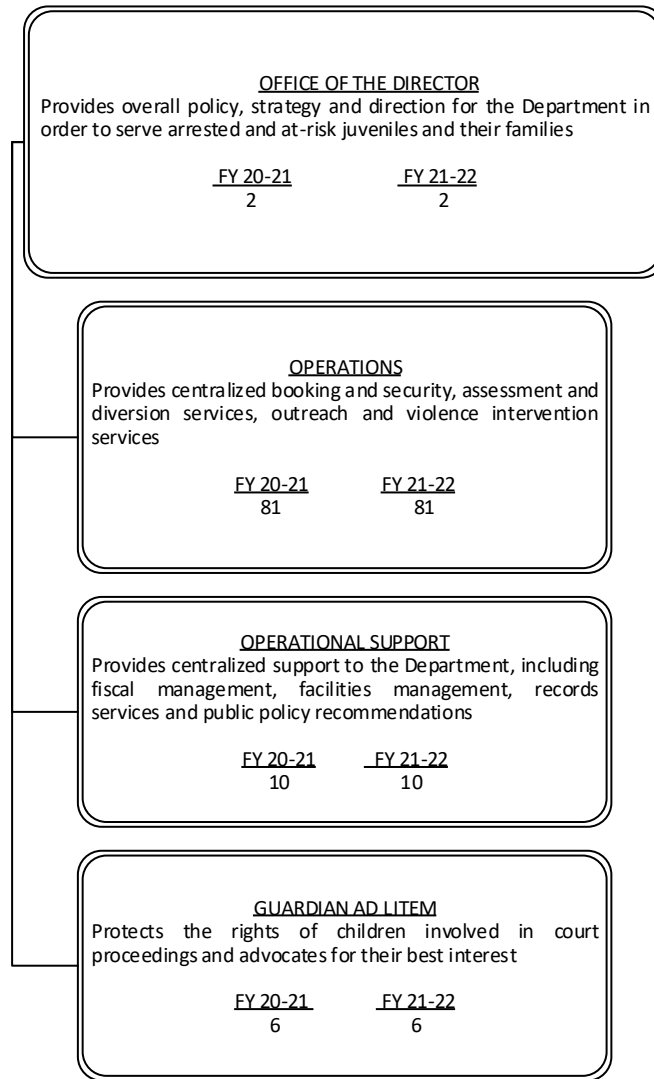 OFFICE OF THE DIRECTOR
Provides overall policy, strategy and direction for the Department in
order to serve arrested and at-risk juveniles and their families
FY 20-21 FY 21-22
2 2
OPERATIONS
Provides centralized booking and security, assessment and
diversion services, outreach and violence intervention
services
FY 20-21 FY 21-22
81 81
OPERATIONAL SUPPORT
Provides centralized support to the Department, including
fiscal management, facilities management, records
services and public policy recommendations
FY 20-21 FY 21-22
10 10
GUARDIAN AD LITEM
Protects the rights of children involved in court
proceedings and advocates for their best interest
FY 20-21 FY 21-22
6 6